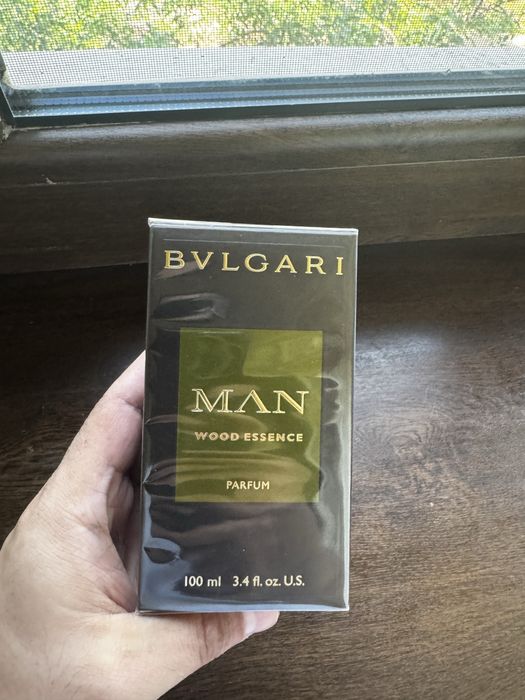 BVLGARI
MAN
WOOD ESSENCE
PARFUM
100 ml 3.4 fl. oz. U.S.